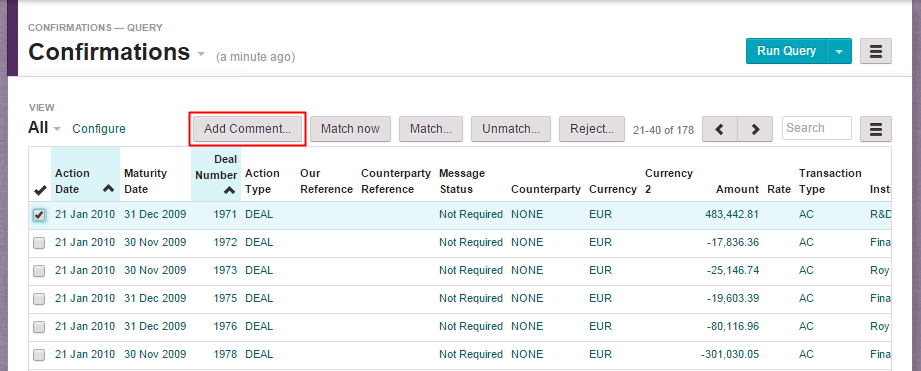 CONFIRMATIONS — QUERY
Confirmations (a minute ago) Run Query
VIEW
All Configure Add Comment... Match now Match... Unmatch... Reject... 21-40 of 178 Search
Action Date Maturity Date Deal Number Action Type Our Reference Counterparty Reference Message Status Counterparty Currency Currency 2 Amount Rate Transaction Type Instr
21 Jan 2010 31 Dec 2009 1971 DEAL Not Required NONE EUR 483,442.81 AC R&D
21 Jan 2010 30 Nov 2009 1972 DEAL Not Required NONE EUR -17,836.36 AC Fina
21 Jan 2010 30 Nov 2009 1973 DEAL Not Required NONE EUR -25,146.74 AC Roy
21 Jan 2010 31 Dec 2009 1975 DEAL Not Required NONE EUR -19,603.39 AC Fina
21 Jan 2010 31 Dec 2009 1976 DEAL Not Required NONE EUR -80,116.96 AC Roy
21 Jan 2010 30 Nov 2009 1978 DEAL Not Required NONE EUR -301,030.05 AC Fina